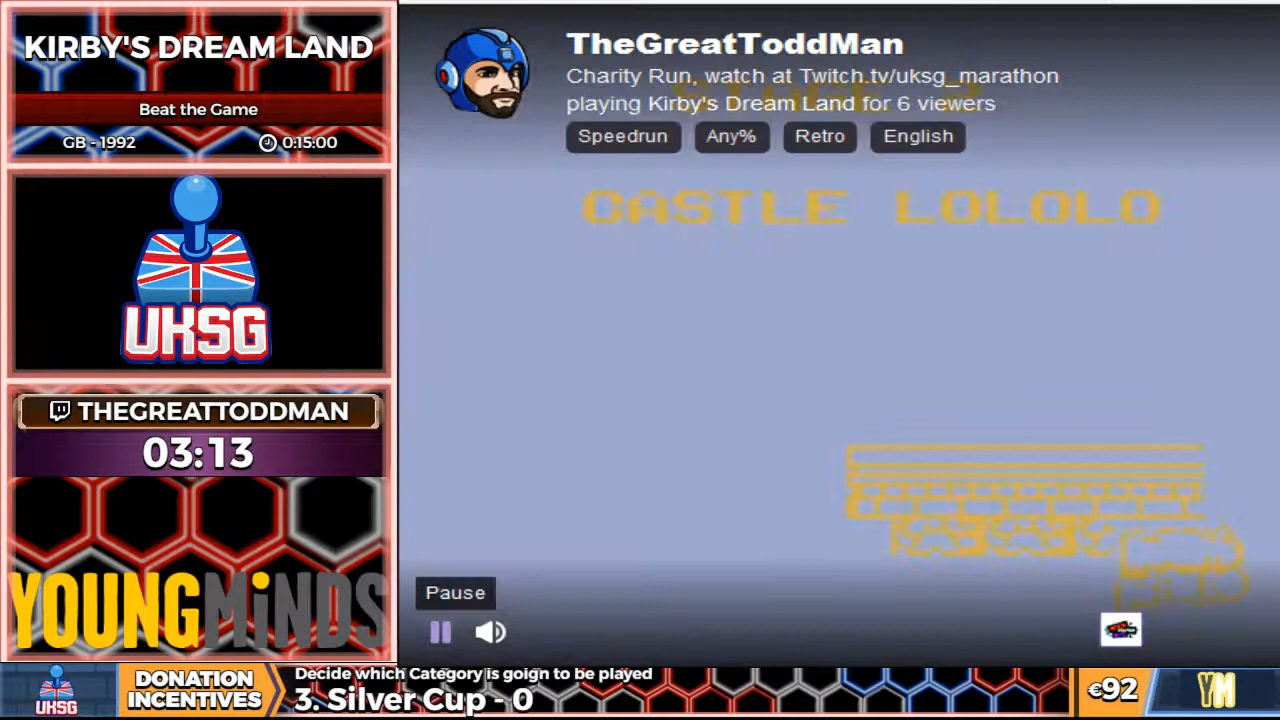 KIRBY'S DREAM LAND
Beat the Game
GB - 1992
0:15:00
UKSG
THEGREATTODDMAN
03:13
YOUNGMiNDS
TheGreatToddMan
Charity Run, watch at Twitch.tv/uksg_marathon
playing Kirby's Dream Land for 6 viewers
Speedrun
Any%
Retro
English
CASTLE LOLOLO
Pause
UKSG
DONATION
INCENTIVES
Decide which Category is goign to be played
3. Silver Cup - 0
€92
YM